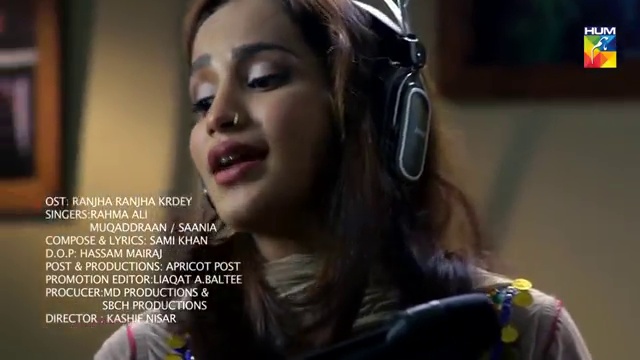 HUM
OST: RANJHA RANJHA KRDEY
SINGERS:RAHMA ALI
MUQADDRAAN / SAANIA
COMPOSE & LYRICS: SAMI KHAN
D.O.P: HASSAM MAIRAJ
POST & PRODUCTIONS: APRICOT POST
PROMOTION EDITOR:LIAQAT A.BALTEE
PROCUCER:MD PRODUCTIONS &
SBCH PRODUCTIONS
DIRECTOR : KASHIF NISAR